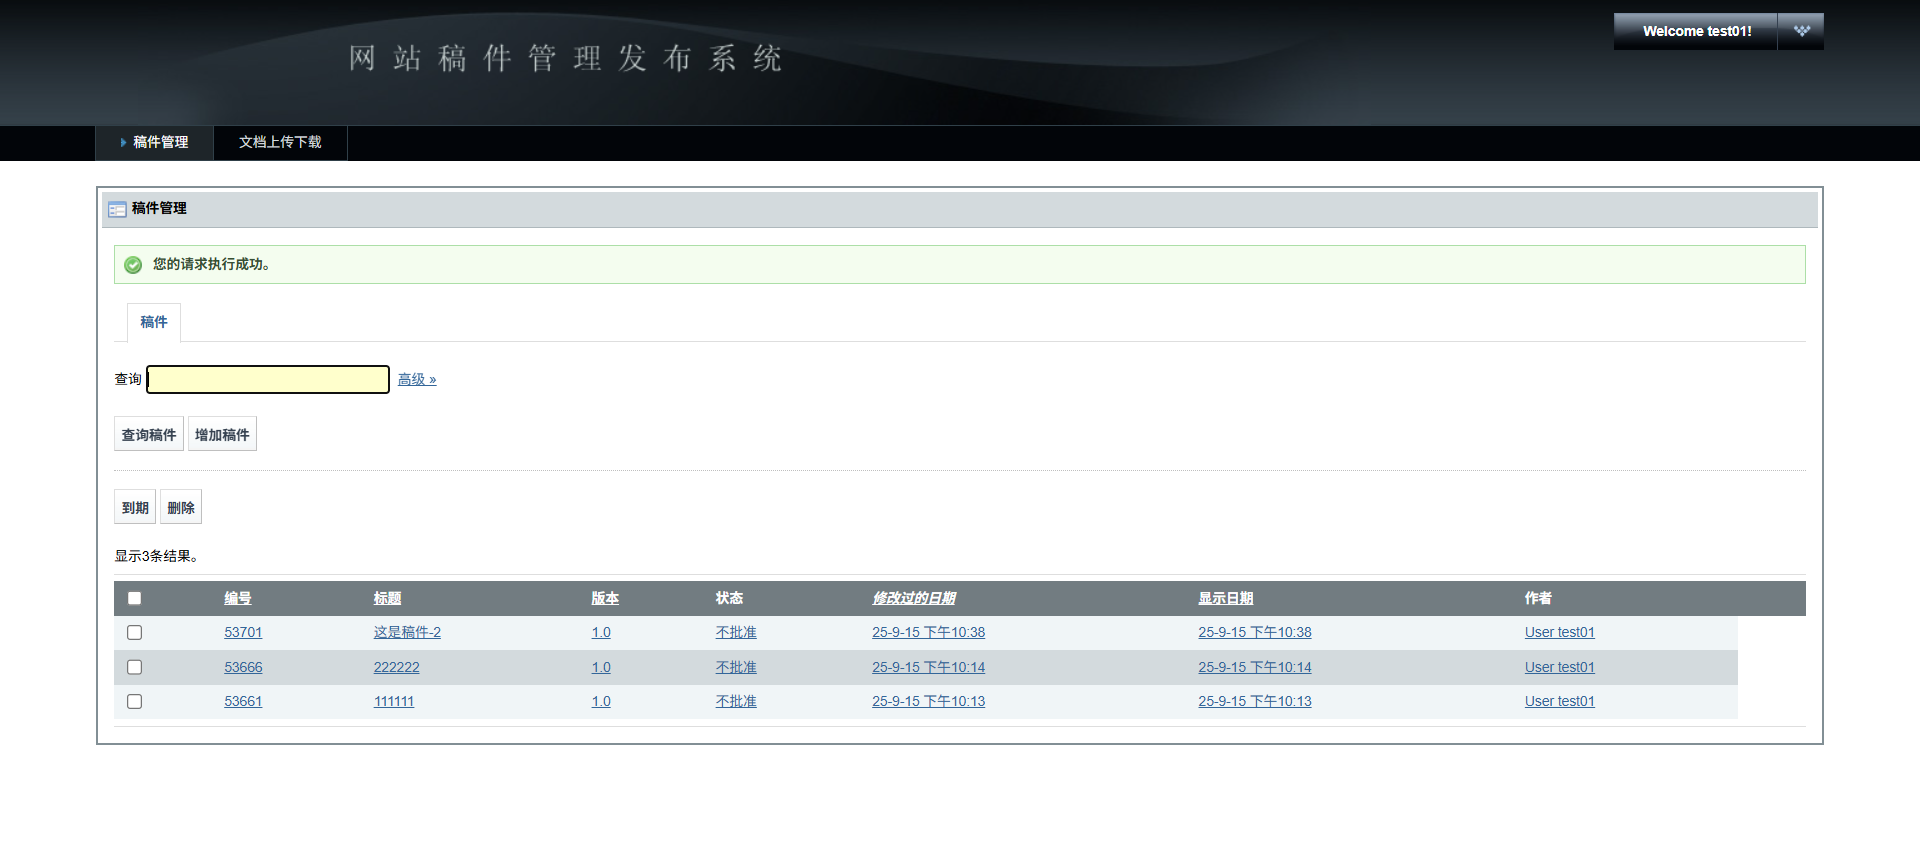 网站稿件管理发布系统
Welcome test01!
稿件管理 文档上传下载
稿件管理
您的请求执行成功。
稿件
查询 高级 »
查询稿件 增加稿件
到期 删除
显示3条结果。
编号 标题 版本 状态 修改过的日期 显示日期 作者
53701 这是稿件-2 1.0 不批准 25-9-15 下午10:38 25-9-15 下午10:38 User test01
53666 222222 1.0 不批准 25-9-15 下午10:14 25-9-15 下午10:14 User test01
53661 111111 1.0 不批准 25-9-15 下午10:13 25-9-15 下午10:13 User test01